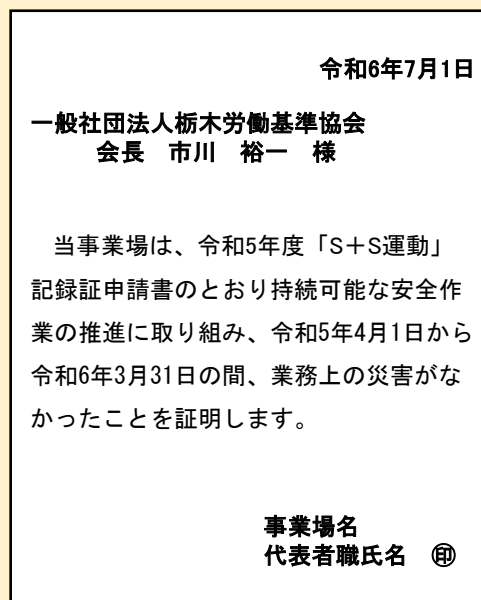 令和6年7月1日
一般社団法人栃木労働基準協会
会長 市川 裕一 様
当事業場は、令和5年度「S＋S運動」
記録証申請書のとおり持続可能な安全作
業の推進に取り組み、令和5年4月1日から
令和6年3月31日の間、業務上の災害がな
かったことを証明します。
事業場名
代表者職氏名 ㊞